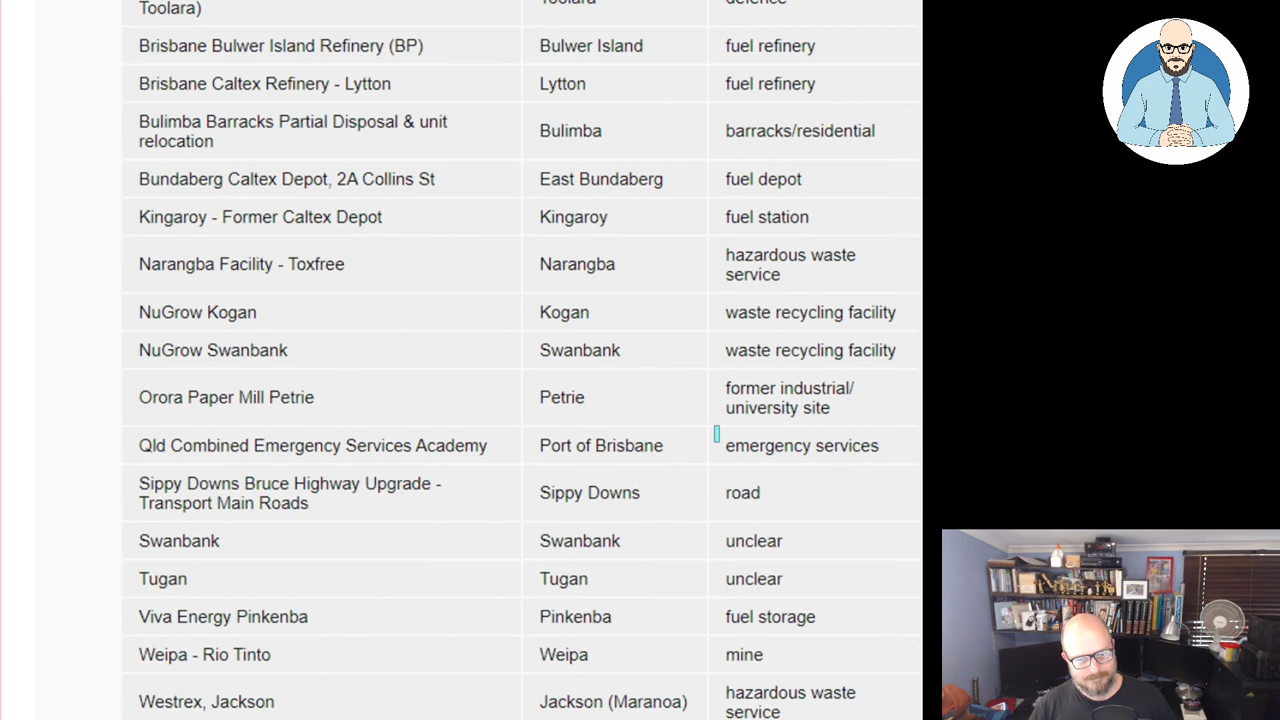 Toolara) Toolara defence
Brisbane Bulwer Island Refinery (BP) Bulwer Island fuel refinery
Brisbane Caltex Refinery - Lytton Lytton fuel refinery
Bulimba Barracks Partial Disposal & unit
relocation Bulimba barracks/residential
Bundaberg Caltex Depot, 2A Collins St East Bundaberg fuel depot
Kingaroy - Former Caltex Depot Kingaroy fuel station
Narangba Facility - Toxfree Narangba hazardous waste
service
NuGrow Kogan Kogan waste recycling facility
NuGrow Swanbank Swanbank waste recycling facility
Orora Paper Mill Petrie Petrie former industrial/
university site
Qld Combined Emergency Services Academy Port of Brisbane emergency services
Sippy Downs Bruce Highway Upgrade -
Transport Main Roads Sippy Downs road
Swanbank Swanbank unclear
Tugan Tugan unclear
Viva Energy Pinkenba Pinkenba fuel storage
Weipa - Rio Tinto Weipa mine
Westrex, Jackson Jackson (Maranoa) hazardous waste
service